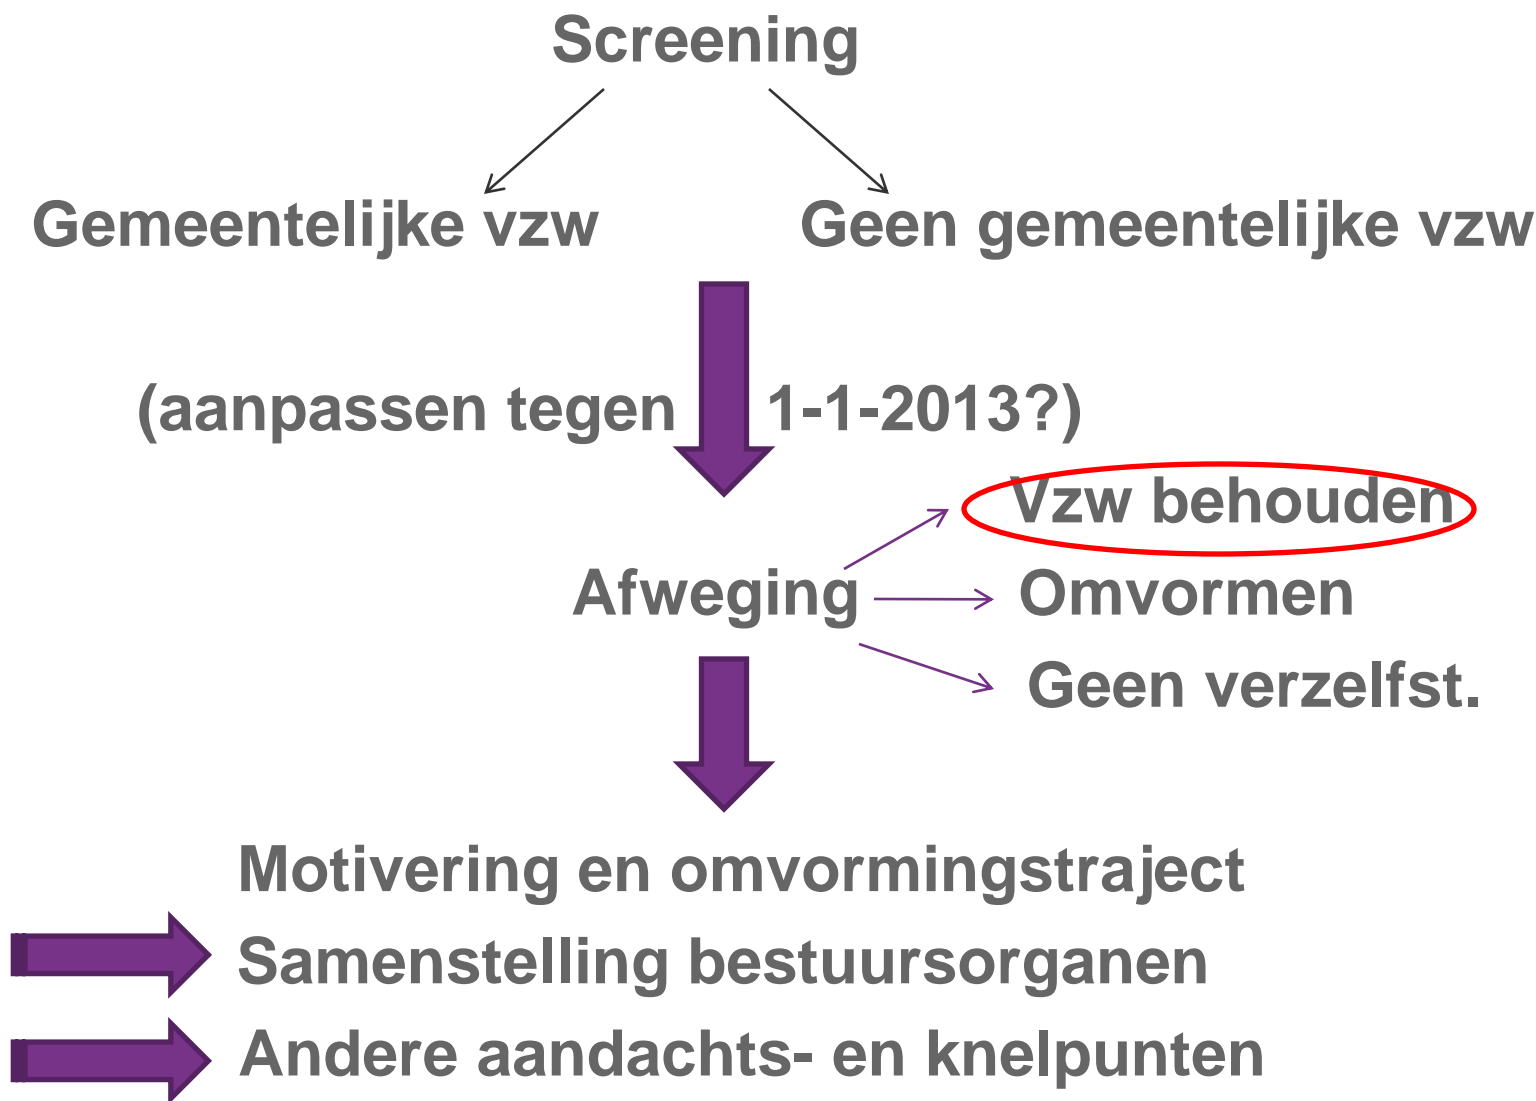 Screening
Gemeentelijke vzw Geen gemeentelijke vzw
(aanpassen tegen 1-1-2013?)
Vzw behouden
Afweging Omvormen
Geen verzelfst.
Motivering en omvormingstraject
Samenstelling bestuursorganen
Andere aandachts- en knelpunten